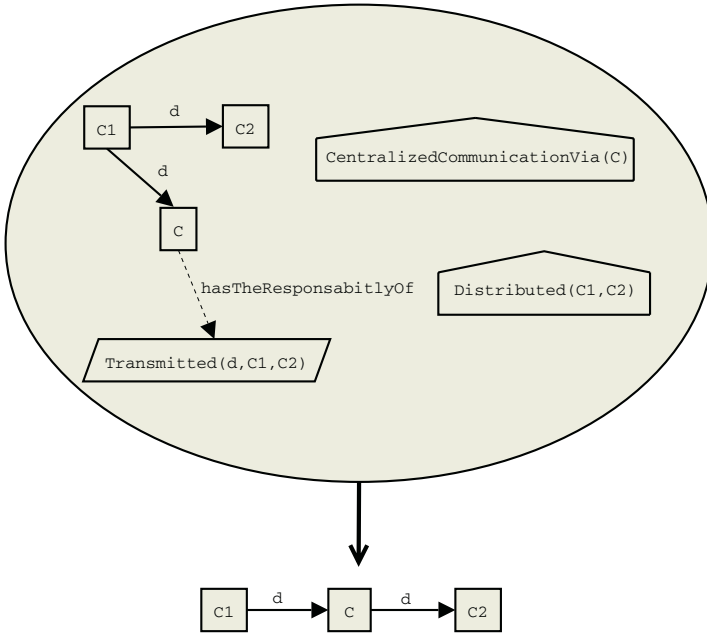 d
C1
C2
CentralizedCommunicationVia(C)
d
C
hasTheResponsabitlyOf
Distributed(C1,C2)
Transmitted(d,C1,C2)
d
d
C1
C
C2